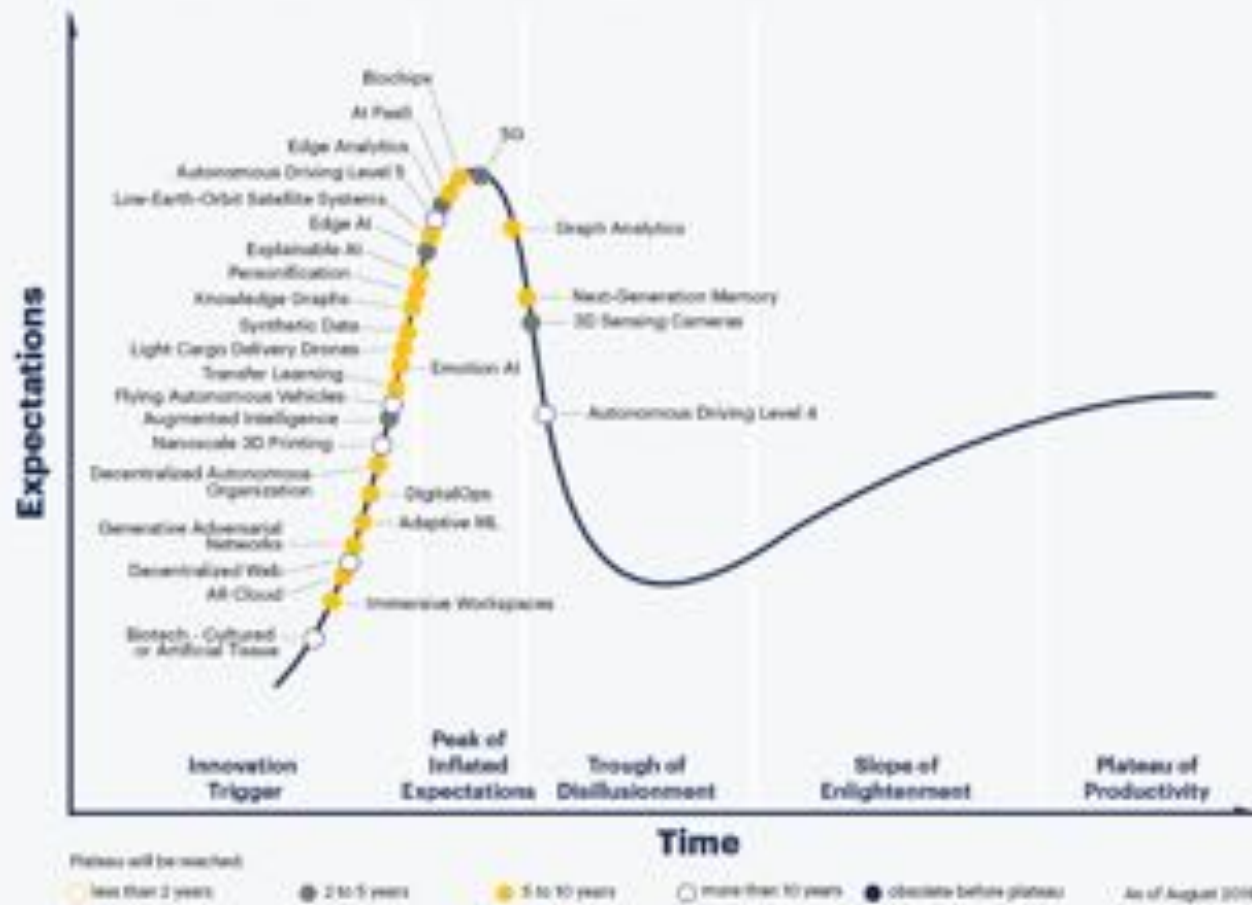 Biochips
AI PaaS
5G
Edge Analytics
Autonomous Driving Level 5
Low-Earth-Orbit Satellite Systems
Edge AI
Graph Analytics
Explainable AI
Personification
Knowledge Graphs
Next-Generation Memory
Synthetic Data
3D Sensing Cameras
Light Cargo Delivery Drones
Emotion AI
Transfer Learning
Flying Autonomous Vehicles
Augmented Intelligence
Autonomous Driving Level 4
Nanoscale 3D Printing
Decentralized Autonomous
Organization
DigitalOps
Generative Adversarial
Networks
Adaptive ML
Decentralized Web
AR Cloud
Immersive Workspaces
Biotech - Cultured
or Artificial Tissue
Expectations
Innovation
Trigger
Peak of
Inflated
Expectations
Trough of
Disillusionment
Slope of
Enlightenment
Plateau of
Productivity
Time
Plateau will be reached:
less than 2 years
2 to 5 years
5 to 10 years
more than 10 years
obsolete before plateau
As of August